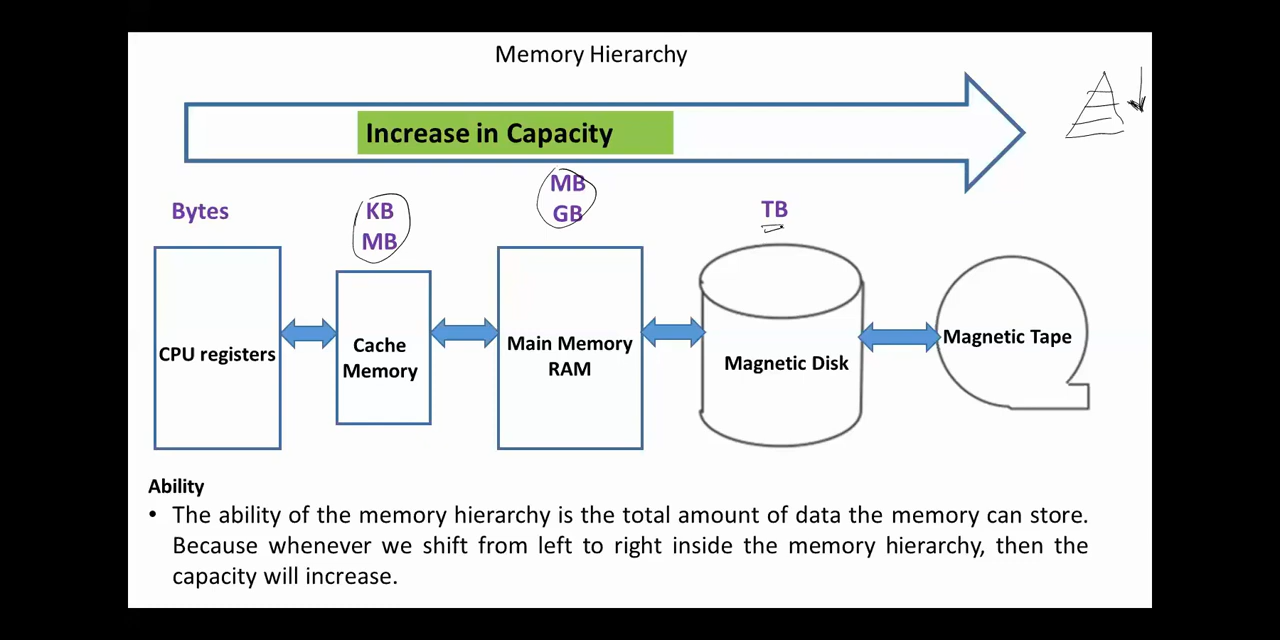 Memory Hierarchy
Increase in Capacity
Bytes
KB
MB
MB
GB
TB
CPU registers
Cache
Memory
Main Memory
RAM
Magnetic Disk
Magnetic Tape
Ability
• The ability of the memory hierarchy is the total amount of data the memory can store.
Because whenever we shift from left to right inside the memory hierarchy, then the
capacity will increase.